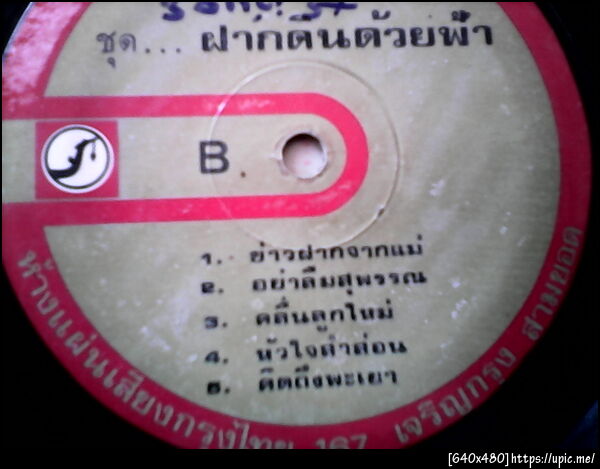 ชุด... ฝากดินด้วยฟ้า
B.
1. ข่าวฝากจากแม่
2. อย่าลืมสุพรรณ
3. คลื่นลูกใหม่
4. หัวใจล่ำส่อน
5. คิดถึงพะเยา
ห้างแผ่นเสียงกรุงไทย 167 เจริญกรุง สามยอด
[640x480]https://upic.me/